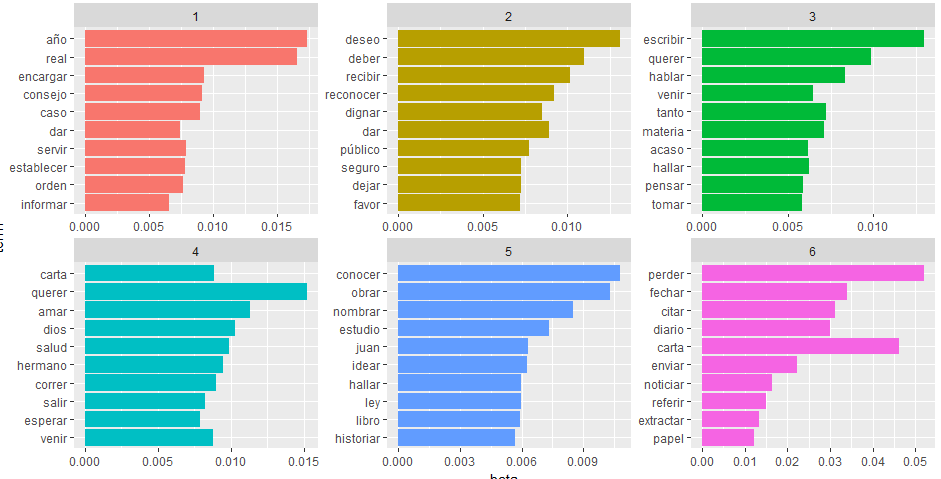 1
año
real
encargar
consejo
caso
dar
servir
establecer
orden
informar
0.000 0.005 0.010 0.015
2
deseo
deber
recibir
reconocer
dignar
dar
público
seguro
dejar
favor
0.000 0.005 0.010
3
escribir
querer
hablar
venir
tanto
materia
acaso
hallar
pensar
tomar
0.000 0.005 0.010
4
carta
querer
amar
dios
salud
hermano
correr
salir
esperar
venir
0.000 0.005 0.010 0.015
5
conocer
obrar
nombrar
estudio
juan
idear
hallar
ley
libro
historiar
0.000 0.003 0.006 0.009
6
perder
fechar
citar
diario
carta
enviar
noticiar
referir
extractar
papel
0.00 0.01 0.02 0.03 0.04 0.05